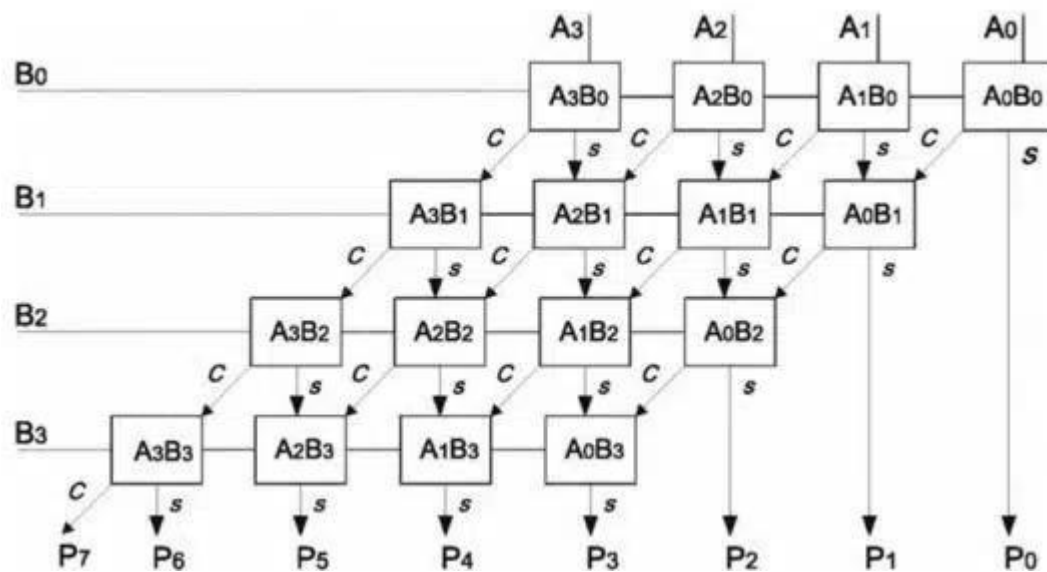 A3 A2 A1 A0
B0
A3B0 A2B0 A1B0 A0B0
C s C s C s C s
B1
A3B1 A2B1 A1B1 A0B1
C s C s C s C s
B2
A3B2 A2B2 A1B2 A0B2
C s C s C s C s
B3
A3B3 A2B3 A1B3 A0B3
C s s s s
P7 P6 P5 P4 P3 P2 P1 P0